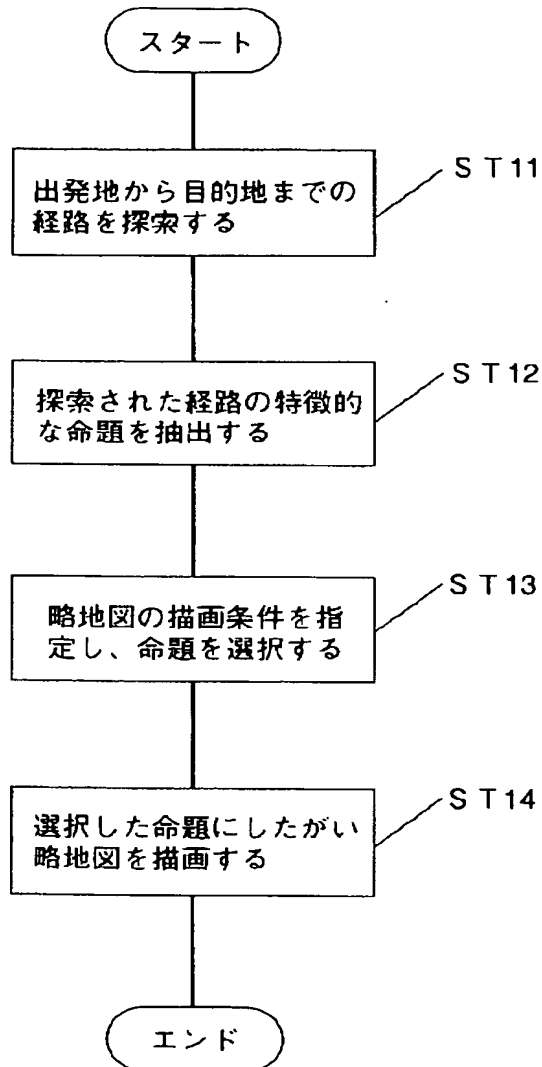 スタート
出発地から目的地までの
経路を探索する
ST11
探索された経路の特徴的
な命題を抽出する
ST12
略地図の描画条件を指
定し、命題を選択する
ST13
選択した命題にしたがい
略地図を描画する
ST14
エンド